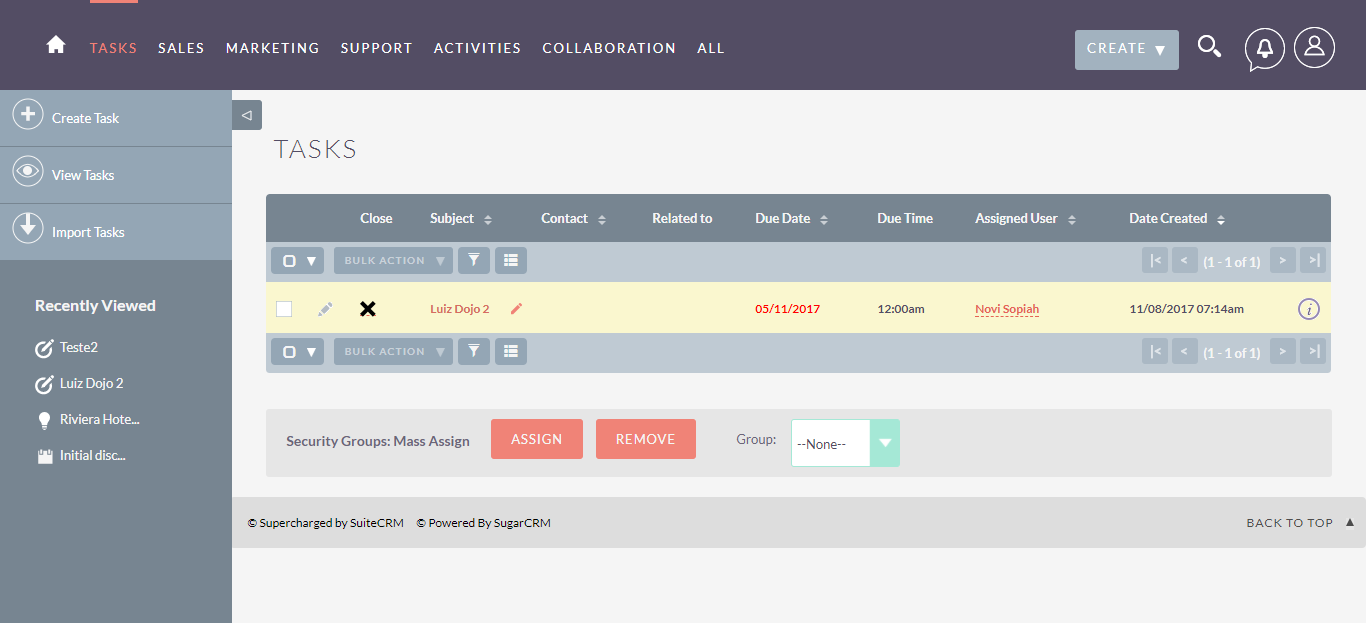 TASKS SALES MARKETING SUPPORT ACTIVITIES COLLABORATION ALL CREATE
Create Task
View Tasks
Import Tasks
Recently Viewed
Teste2
Luiz Dojo 2
Riviera Hote...
Initial disc...
TASKS
Close Subject Contact Related to Due Date Due Time Assigned User Date Created
BULK ACTION (1 - 1 of 1)
Luiz Dojo 2 05/11/2017 12:00am Novi Sopiah 11/08/2017 07:14am
BULK ACTION (1 - 1 of 1)
Security Groups: Mass Assign ASSIGN REMOVE Group: --None--
© Supercharged by SuiteCRM © Powered By SugarCRM BACK TO TOP